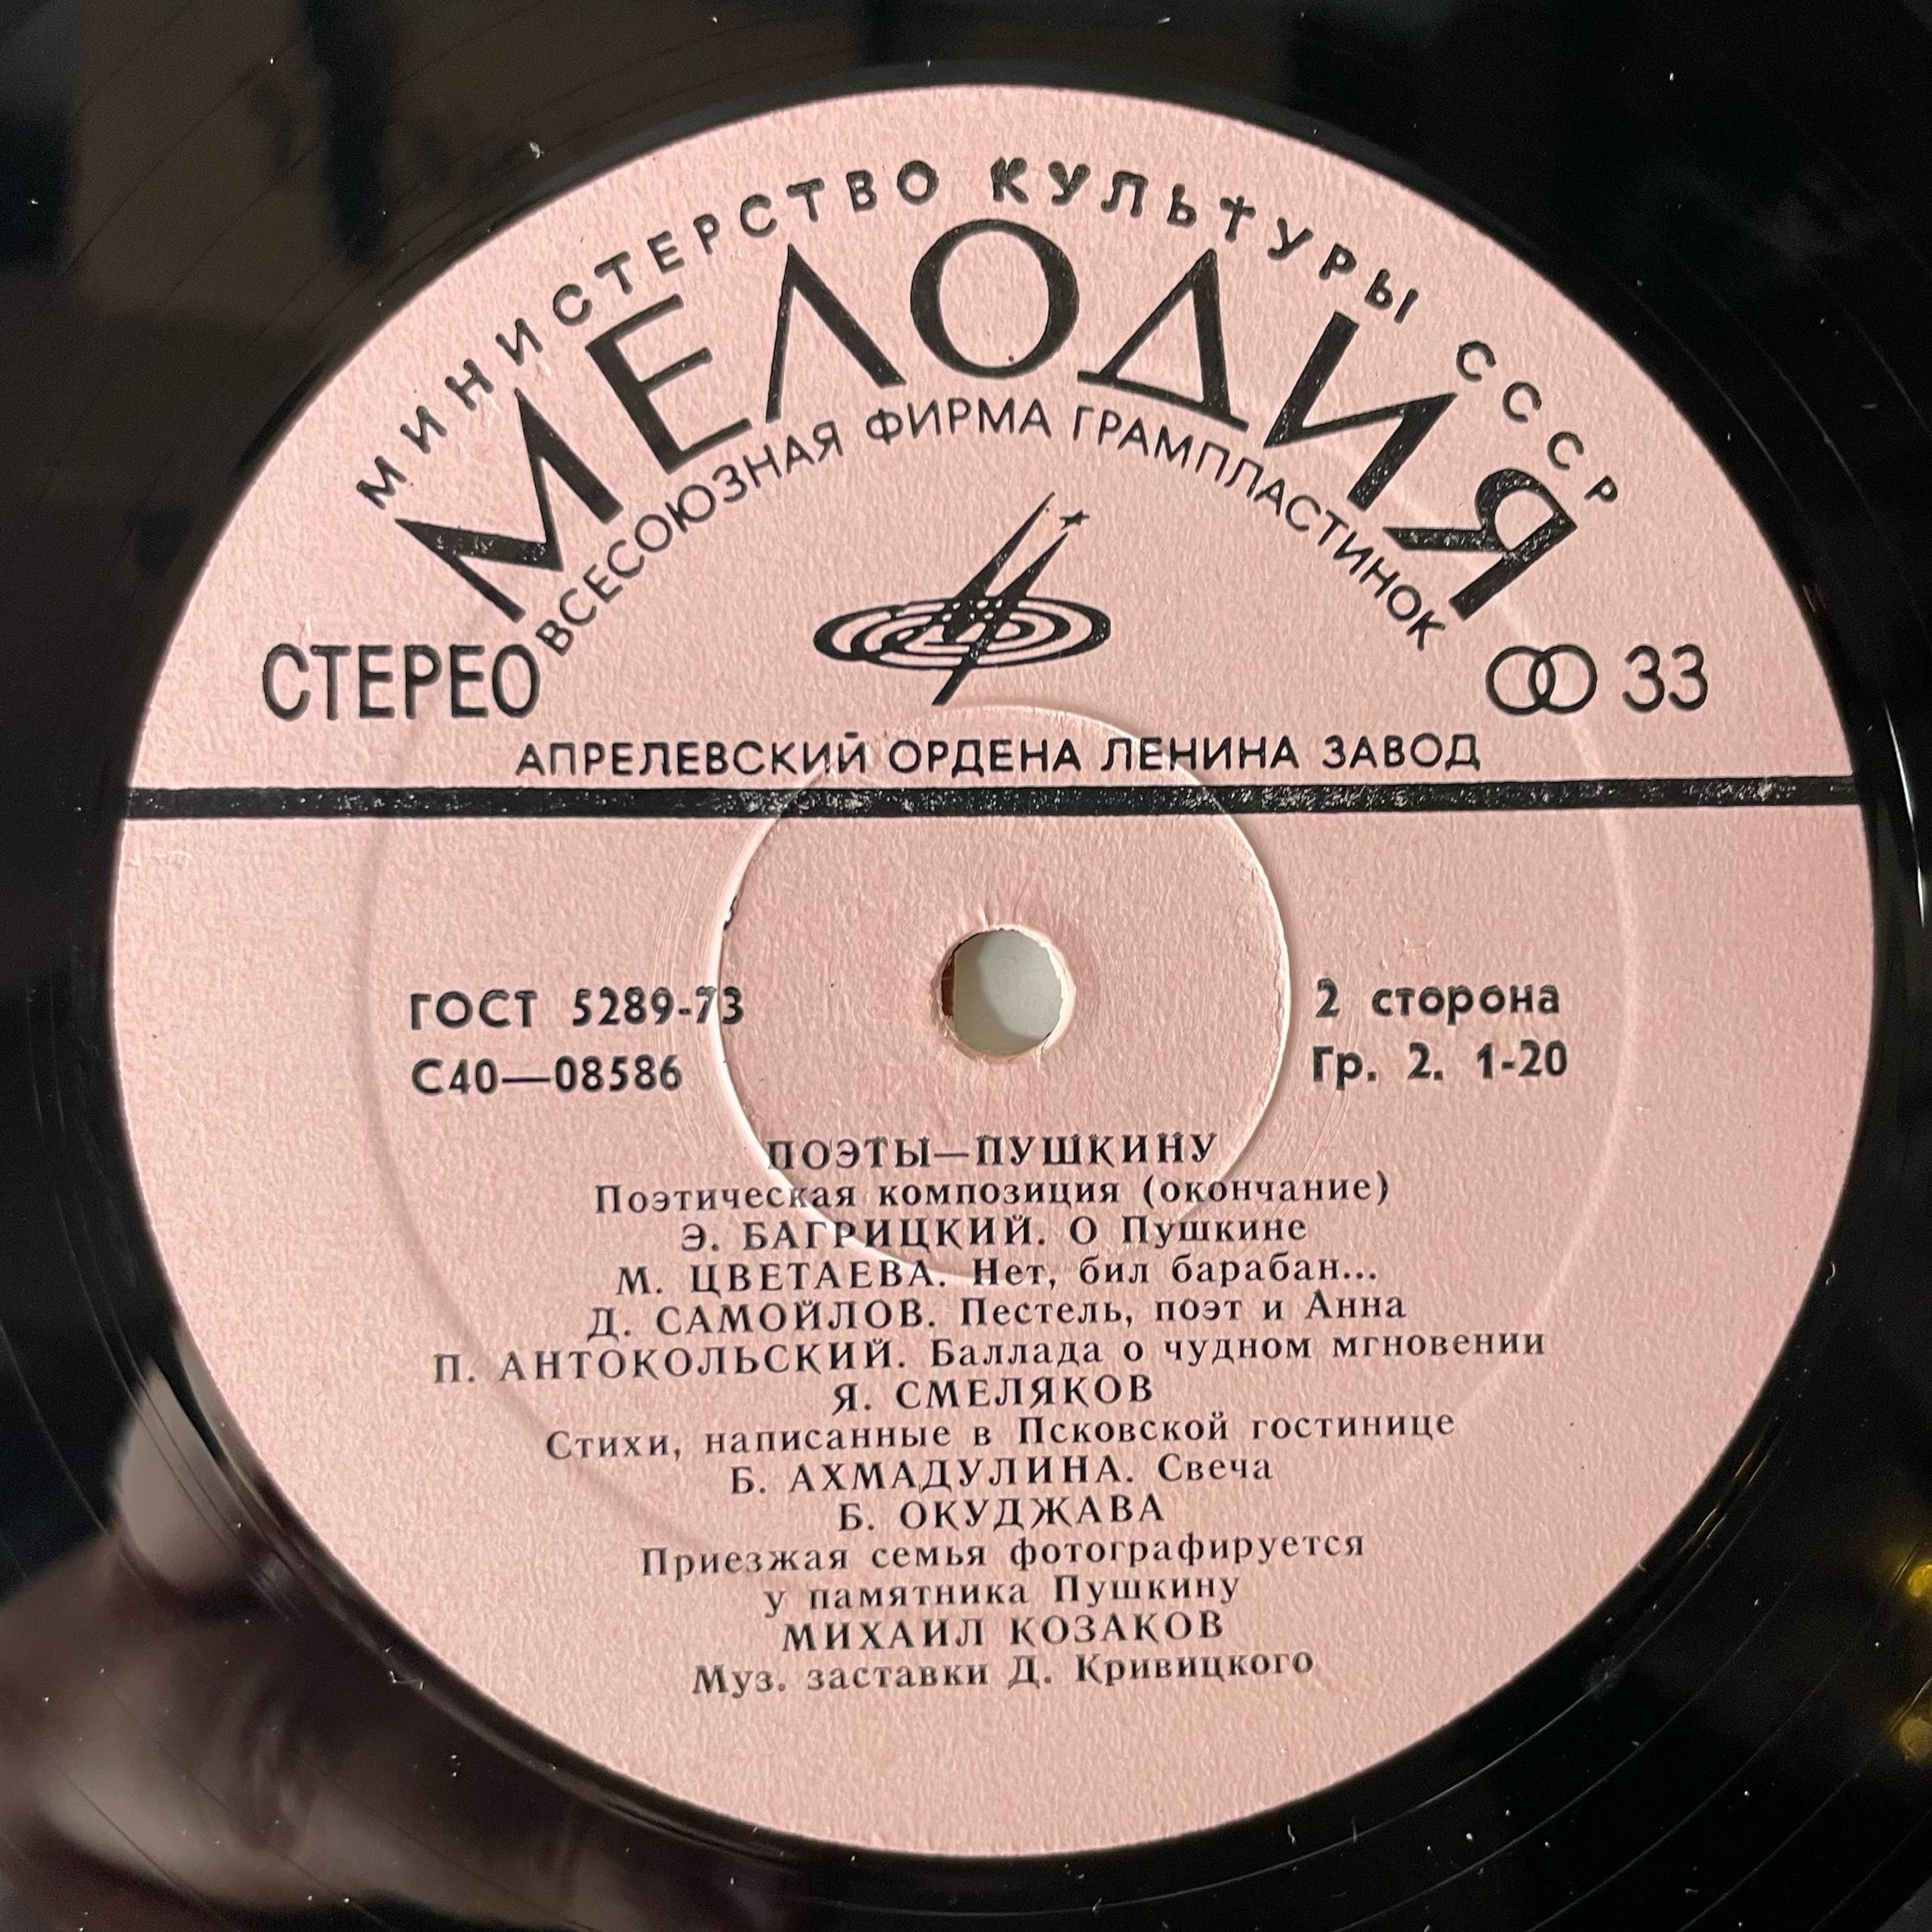 МИНИСТЕРСТВО КУЛЬТУРЫ СССР
МЕЛОДИЯ
ВСЕСОЮЗНАЯ ФИРМА ГРАМПЛАСТИНОК
СТЕРЕО
33
АПРЕЛЕВСКИЙ ОРДЕНА ЛЕНИНА ЗАВОД
ГОСТ 5289-73
С40—08586
2 сторона
Гр. 2. 1-20
ПОЭТЫ—ПУШКИНУ
Поэтическая композиция (окончание)
Э. БАГРИЦКИЙ. О Пушкине
М. ЦВЕТАЕВА. Нет, бил барабан...
Д. САМОЙЛОВ. Пестель, поэт и Анна
П. АНТОКОЛЬСКИЙ. Баллада о чудном мгновении
Я. СМЕЛЯКОВ
Стихи, написанные в Псковской гостинице
Б. АХМАДУЛИНА. Свеча
Б. ОКУДЖАВА
Приезжая семья фотографируется
у памятника Пушкину
МИХАИЛ КОЗАКОВ
Муз. заставки Д. Кривицкого